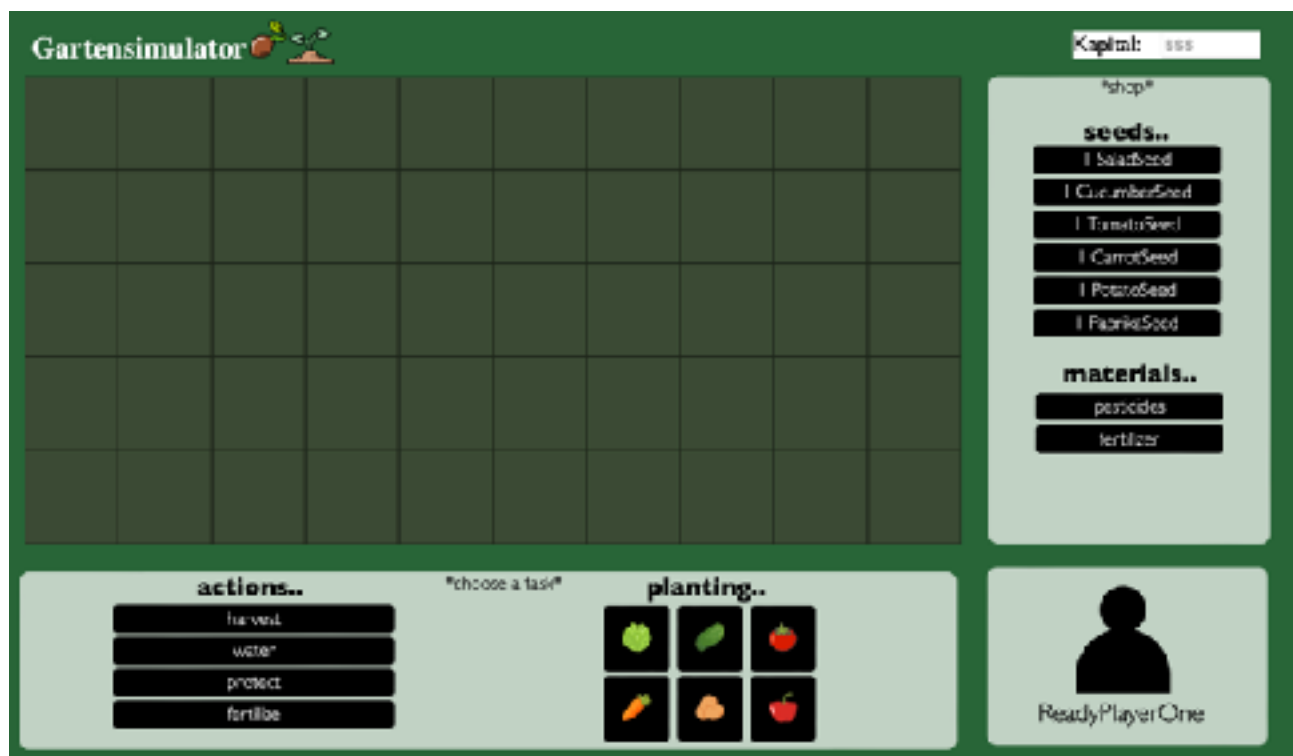 Gartensimulator
Kapital: sss
*shop*
seeds..
1 SaladSeed
1 CucumberSeed
1 TomatoSeed
1 CarrotSeed
1 PotatoSeed
1 PaprikaSeed
materials..
pesticides
fertilizer
actions..
harvest
water
protect
fertilize
*choose a task*
planting..
ReadyPlayerOne